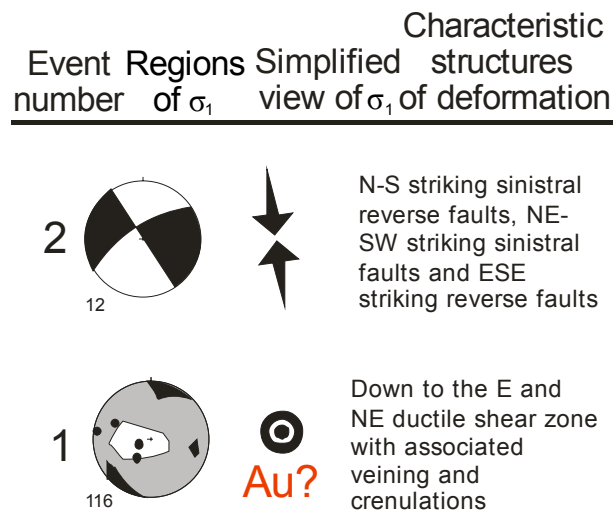 Event number
Regions of σ₁
Simplified view of σ₁
Characteristic structures of deformation
2
12
N-S striking sinistral
reverse faults, NE-
SW striking sinistral
faults and ESE
striking reverse faults
1
116
Au?
Down to the E and
NE ductile shear zone
with associated
veining and
crenulations